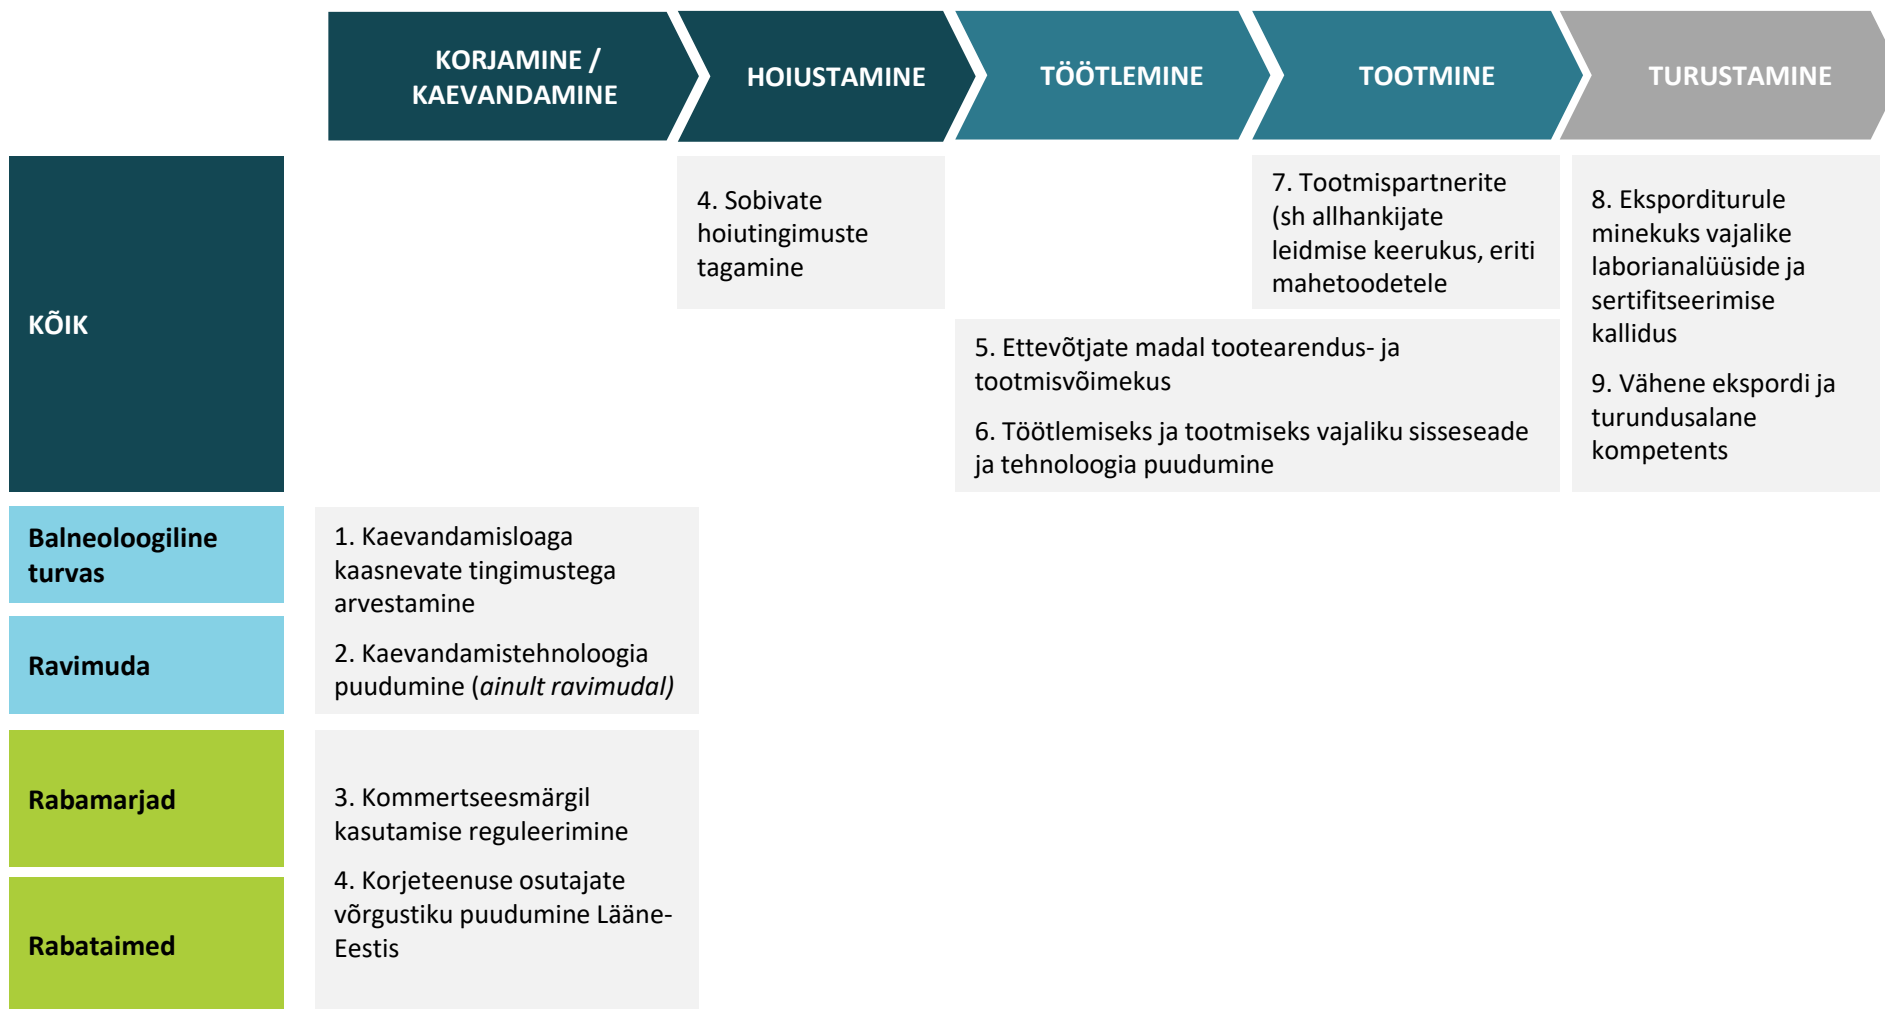 KORJAMINE /
KAEVANDAMINE
HOIUSTAMINE
TÖÖTLEMINE
TOOTMINE
TURUSTAMINE
KÕIK
4. Sobivate
hoiutingimuste
tagamine
7. Tootmispartnerite
(sh allhankijate
leidmise keerukus, eriti
mahetoodetele
5. Ettevõtjate madal tootearendus- ja
tootmisvõimekus
6. Töötlemiseks ja tootmiseks vajaliku sisseseade
ja tehnoloogia puudumine
8. Eksporditurule
minekuks vajalike
laborianalüüside ja
sertifitseerimise
kallidus
9. Vähene ekspordi ja
turundusalane
kompetents
Balneoloogiline
turvas
Ravimuda
1. Kaevandamisloaga
kaasnevate tingimustega
arvestamine
2. Kaevandamistehnoloogia
puudumine (ainult ravimudal)
Rabamarjad
Rabataimed
3. Kommertseesmärgil
kasutamise reguleerimine
4. Korjeteenuse osutajate
võrgustiku puudumine Lääne-
Eestis